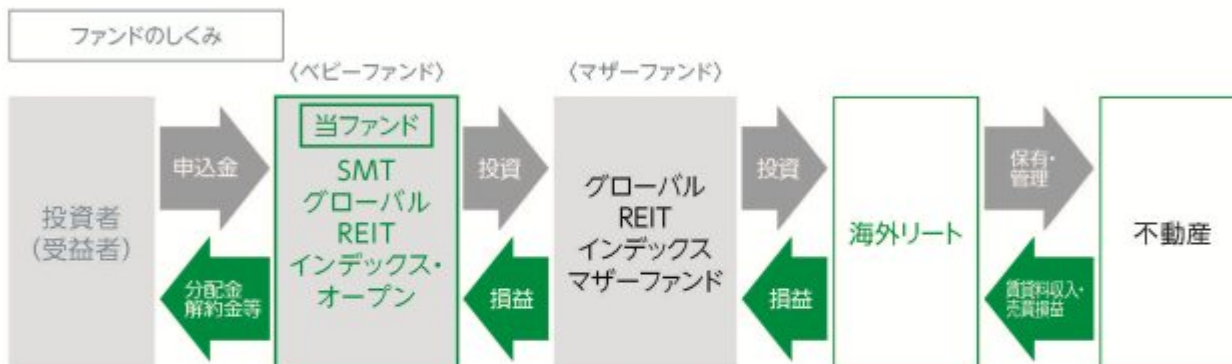 ファンドのしくみ
〈ベビーファンド〉
〈マザーファンド〉
投資者
(受益者)
申込金
分配金
解約金等
当ファンド
SMT
グローバル
REIT
インデックス・
オープン
投資
損益
グローバル
REIT
インデックス
マザーファンド
投資
損益
海外リート
保有・
管理
賃貸料収入・
売買損益
不動産